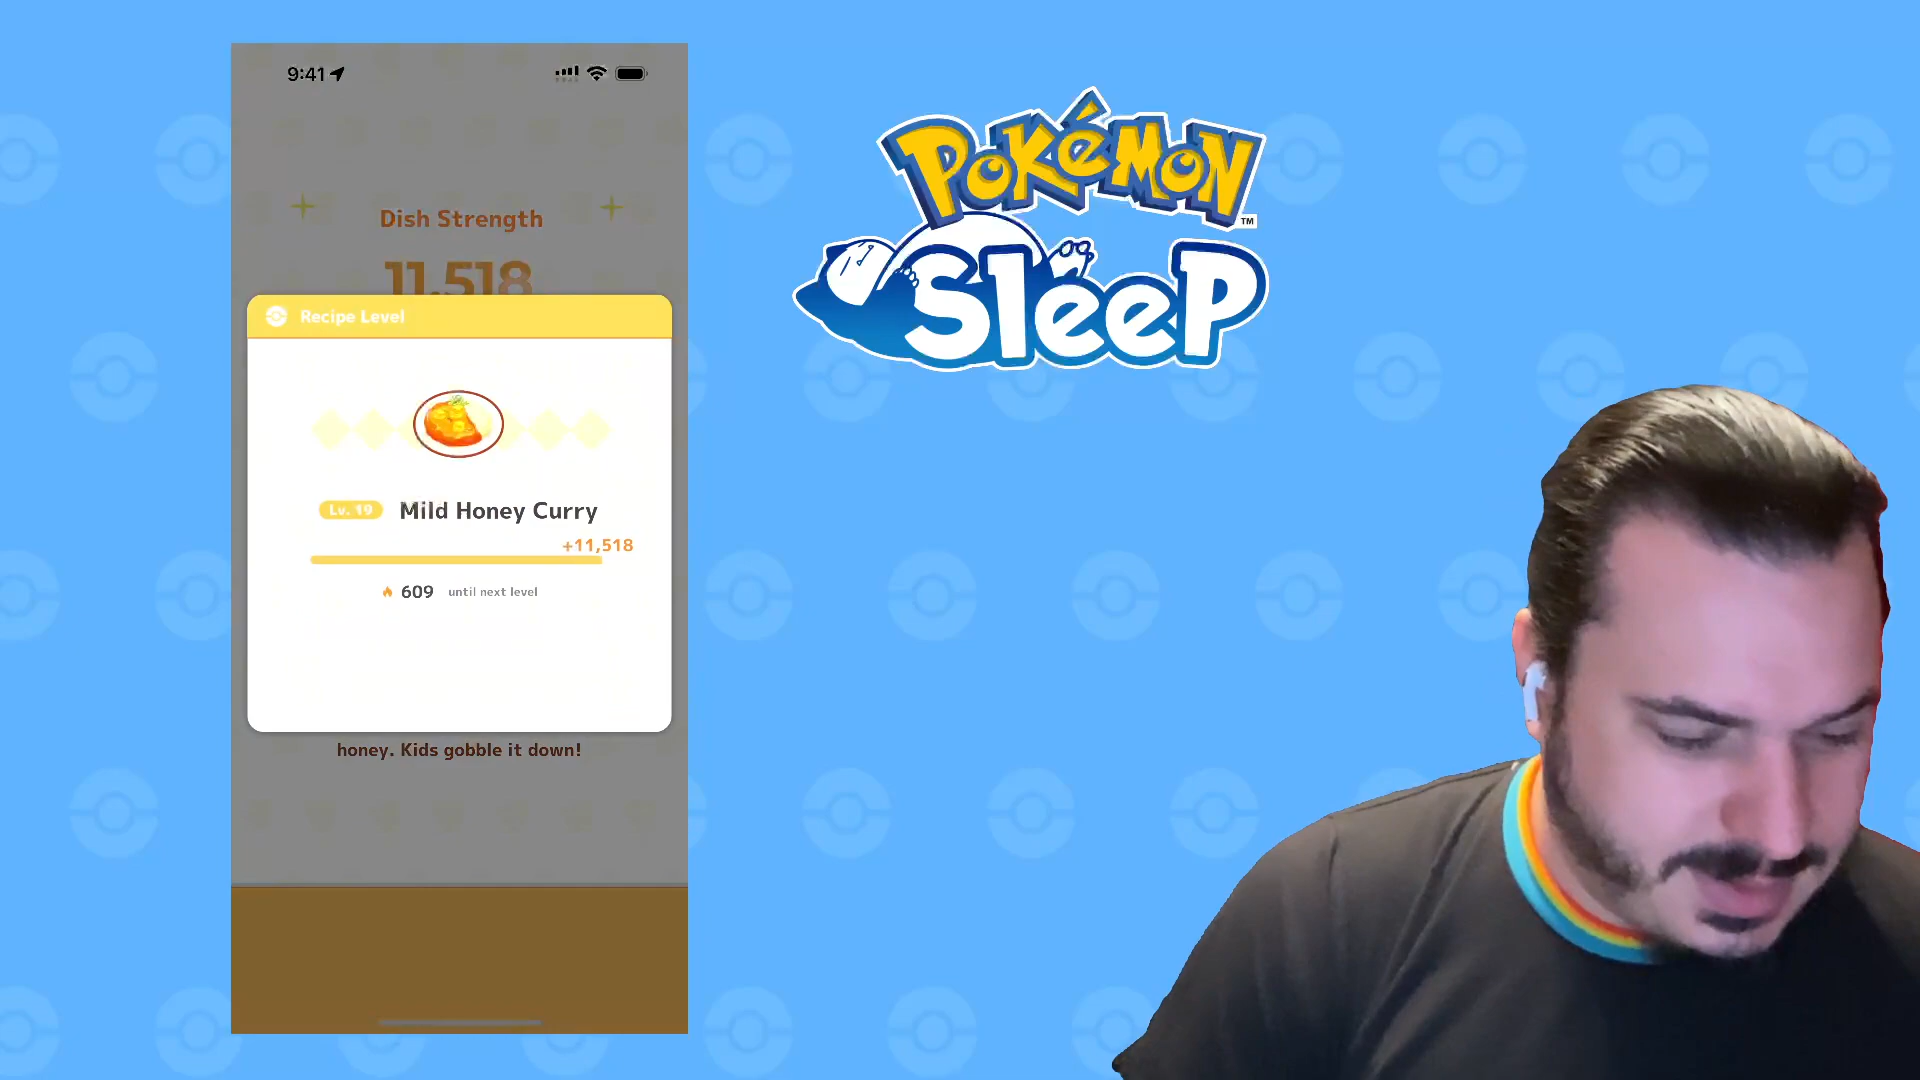 9:41
Dish Strength
11,518
Recipe Level
Lv. 19 Mild Honey Curry
+11,518
609 until next level
honey. Kids gobble it down!
POKéMON
TM
Sleep